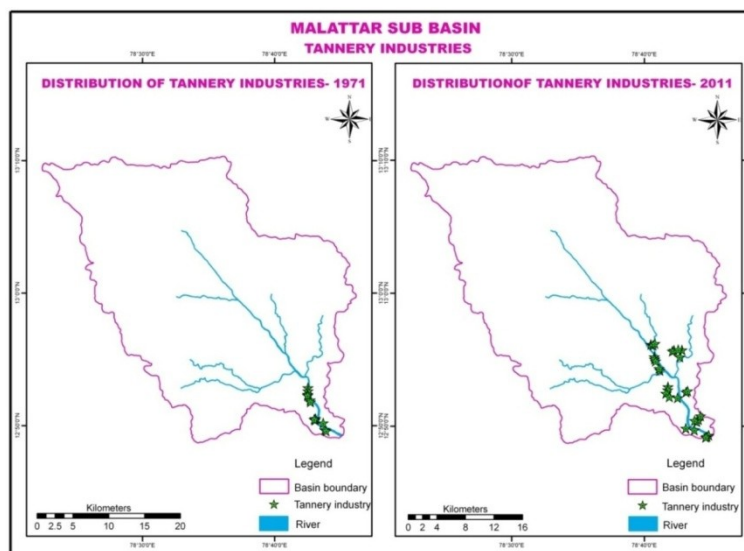 MALATTAR SUB BASIN
TANNERY INDUSTRIES
78°30'0"E 78°40'0"E
78°30'0"E 78°40'0"E
DISTRIBUTION OF TANNERY INDUSTRIES- 1971
N
W E
S
Legend
Basin boundary
Tannery industry
River
Kilometers
0 2.5 5 10 15 20
78°30'0"E 78°40'0"E
DISTRIBUTIONOF TANNERY INDUSTRIES- 2011
N
W E
S
Legend
Basin boundary
Tannery industry
River
Kilometers
0 2 4 8 12 16
78°30'0"E 78°40'0"E